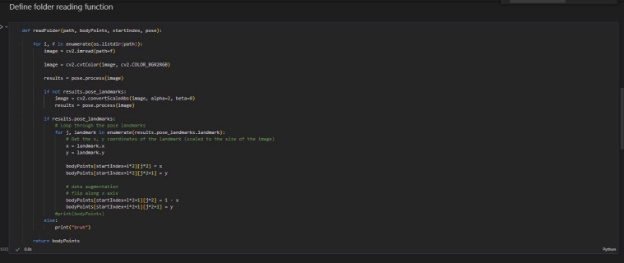 Define folder reading function
def readFolder(path, bodyPoints, startIndex, pose):
for i, f in enumerate(os.listdir(path)):
image = cv2.imread(path+f)
image = cv2.cvtColor(image, cv2.COLOR_BGR2RGB)
results = pose.process(image)
if not results.pose_landmarks:
image = cv2.convertScaleAbs(image, alpha=2, beta=0)
results = pose.process(image)
if results.pose_landmarks:
# Loop through the pose landmarks
for j, landmark in enumerate(results.pose_landmarks.landmark):
# Get the x, y coordinates of the landmark (scaled to the size of the image)
x = landmark.x
y = landmark.y
bodyPoints[startIndex+i*2][j*2] = x
bodyPoints[startIndex+i*2][j*2+1] = y
# data augmentation
# flip along x axis
bodyPoints[startIndex+i*2+1][j*2] = 1 - x
bodyPoints[startIndex+i*2+1][j*2+1] = y
#print(bodyPoints)
else:
print("bruh")
return bodyPoints
Python